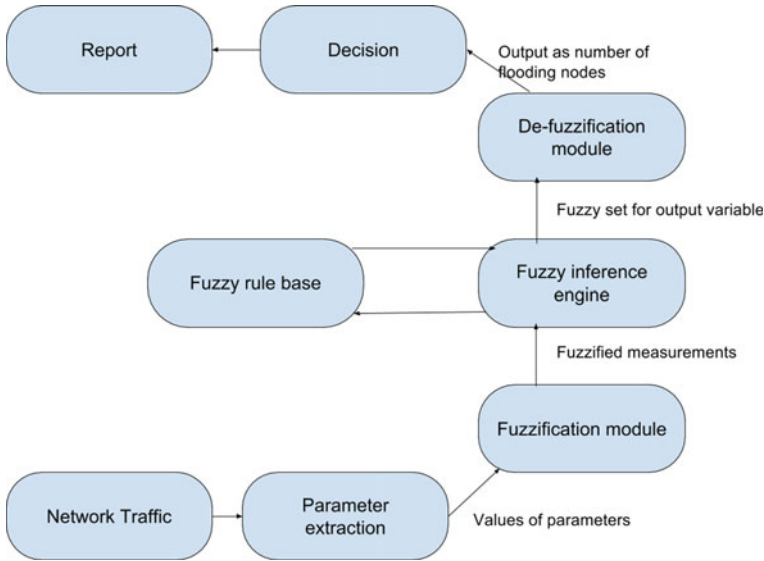 Report
Decision
Output as number of
flooding nodes
De-fuzzification
module
Fuzzy set for output variable
Fuzzy rule base
Fuzzy inference
engine
Fuzzified measurements
Fuzzification module
Network Traffic
Parameter
extraction
Values of parameters